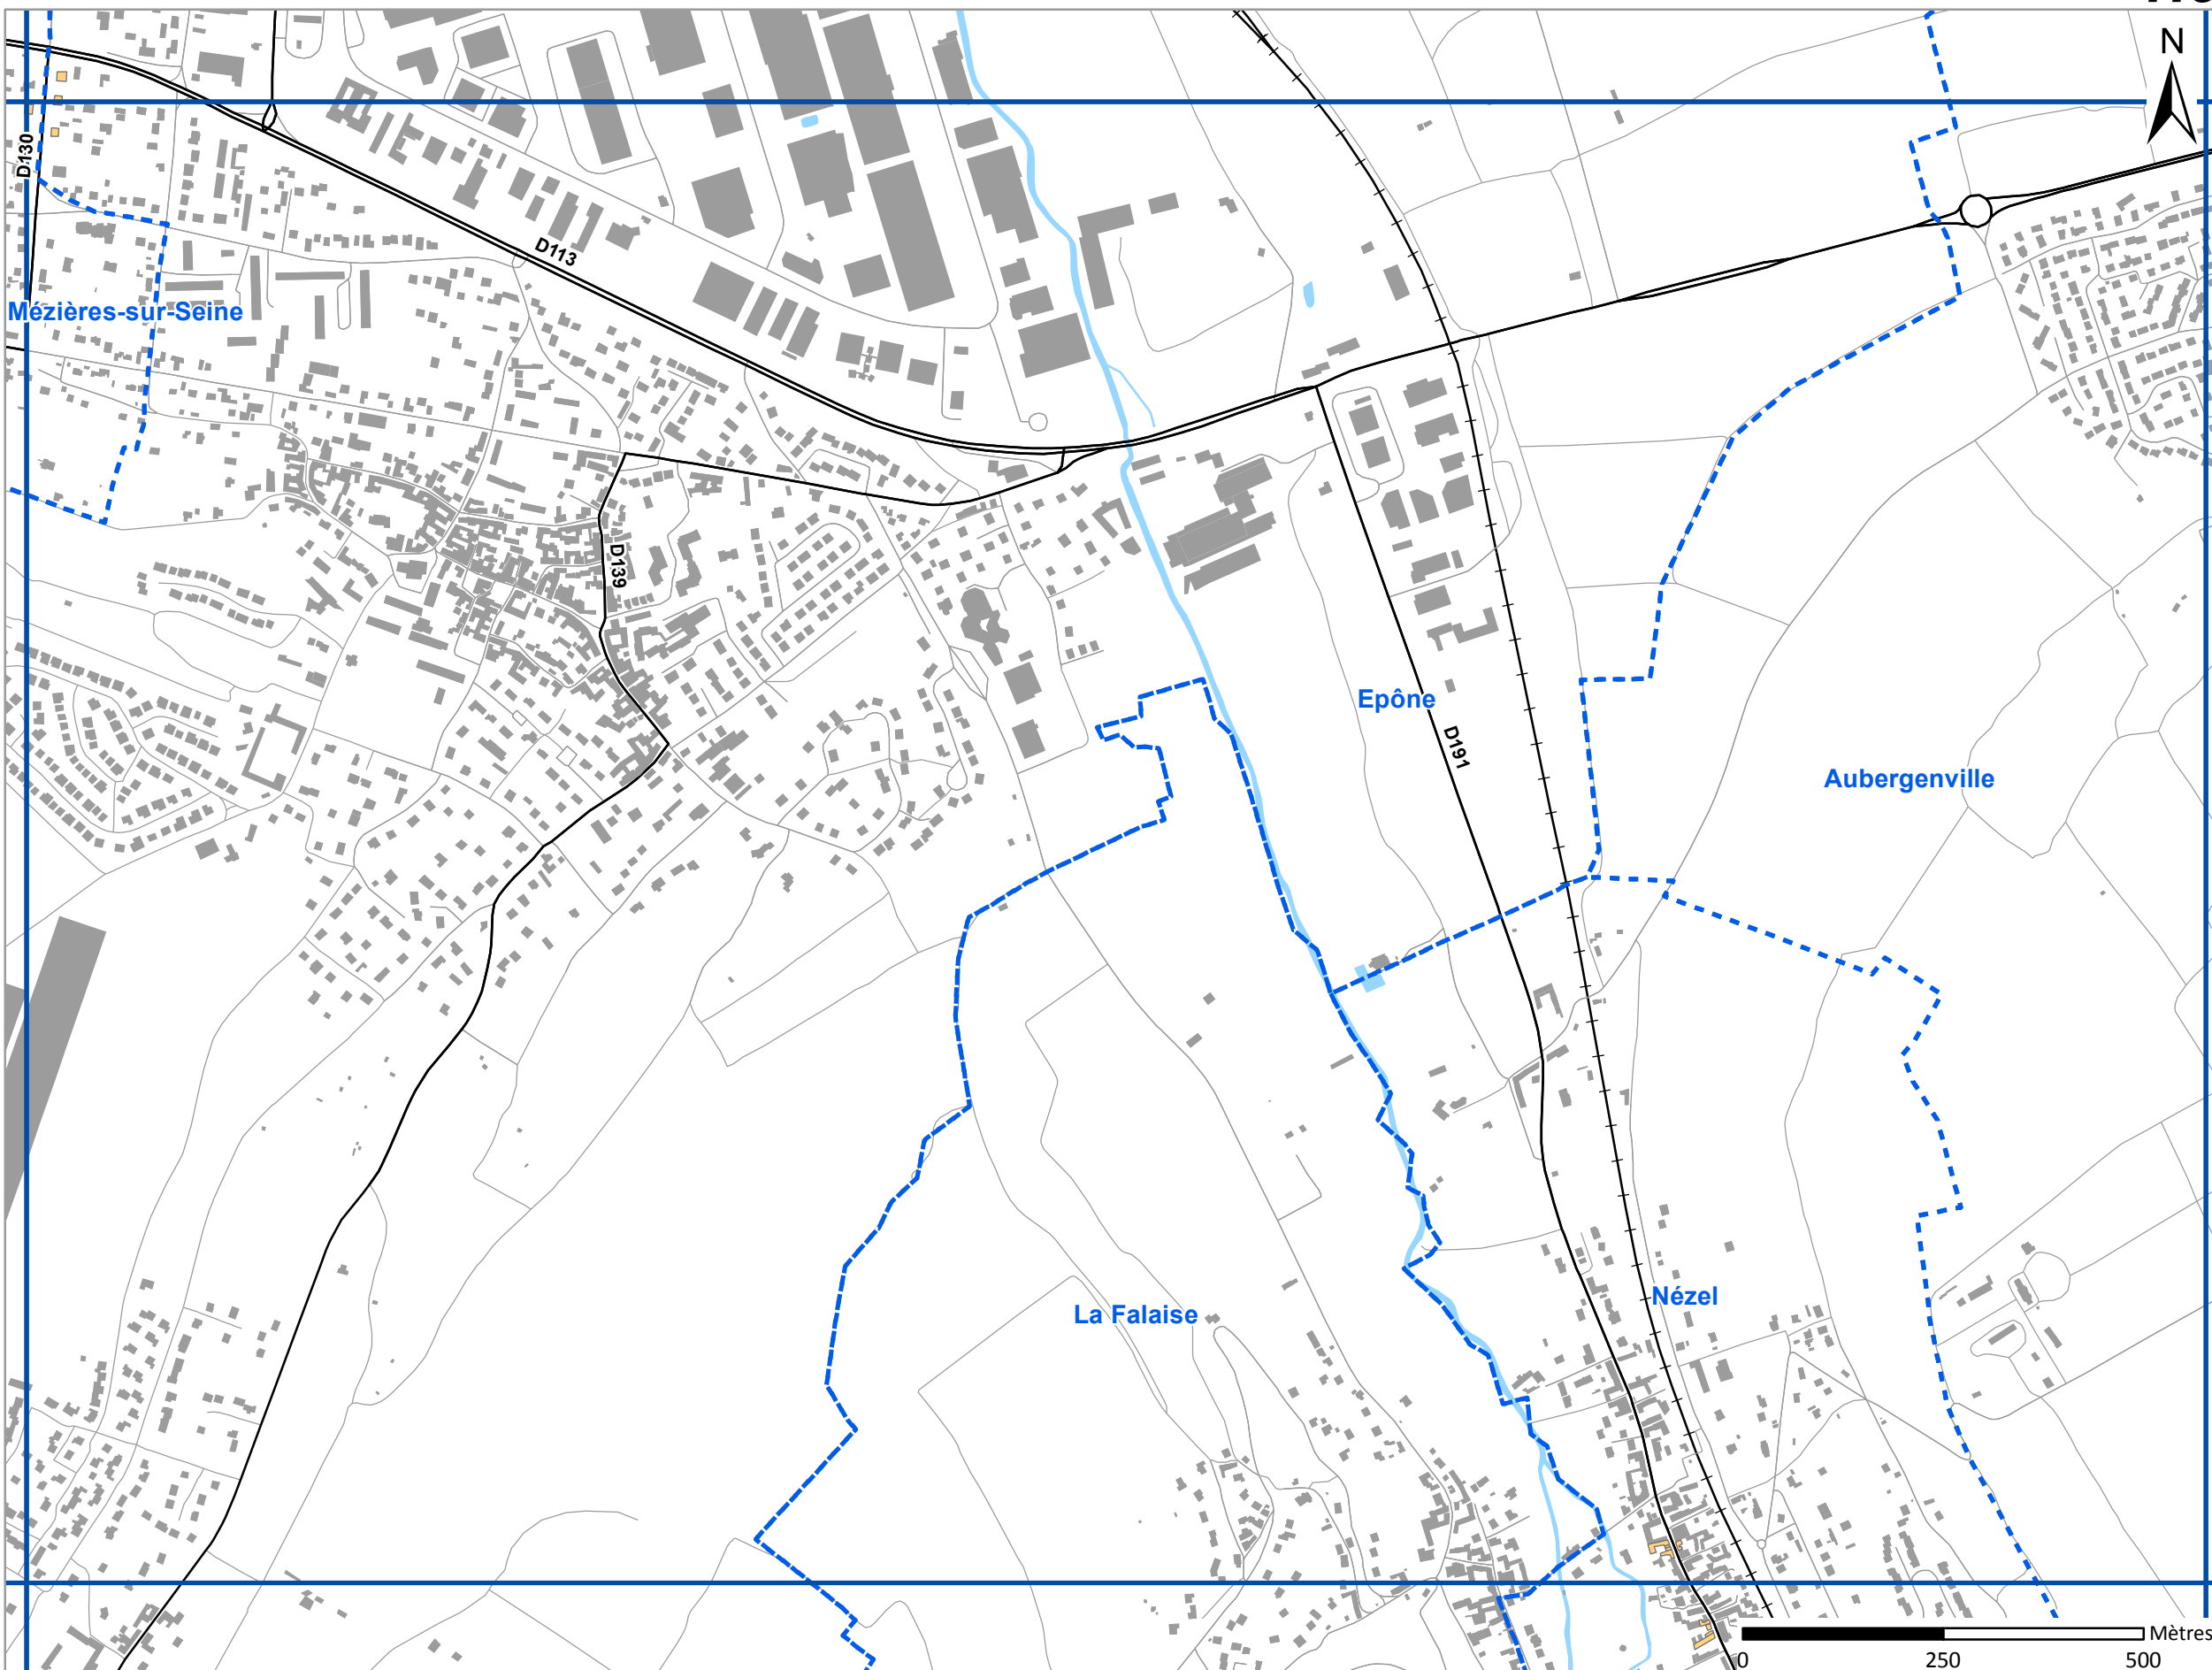 N
D130
D113
Mézières-sur-Seine
D139
Epône
D191
Aubergenville
Nézel
La Falaise
Mètres
0 250 500